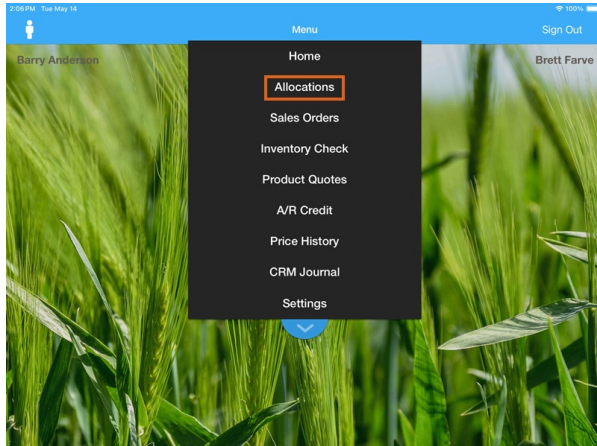 2:06 PM Tue May 14
100%
Menu
Sign Out
Barry Anderson
Brett Farve
Home
Allocations
Sales Orders
Inventory Check
Product Quotes
A/R Credit
Price History
CRM Journal
Settings